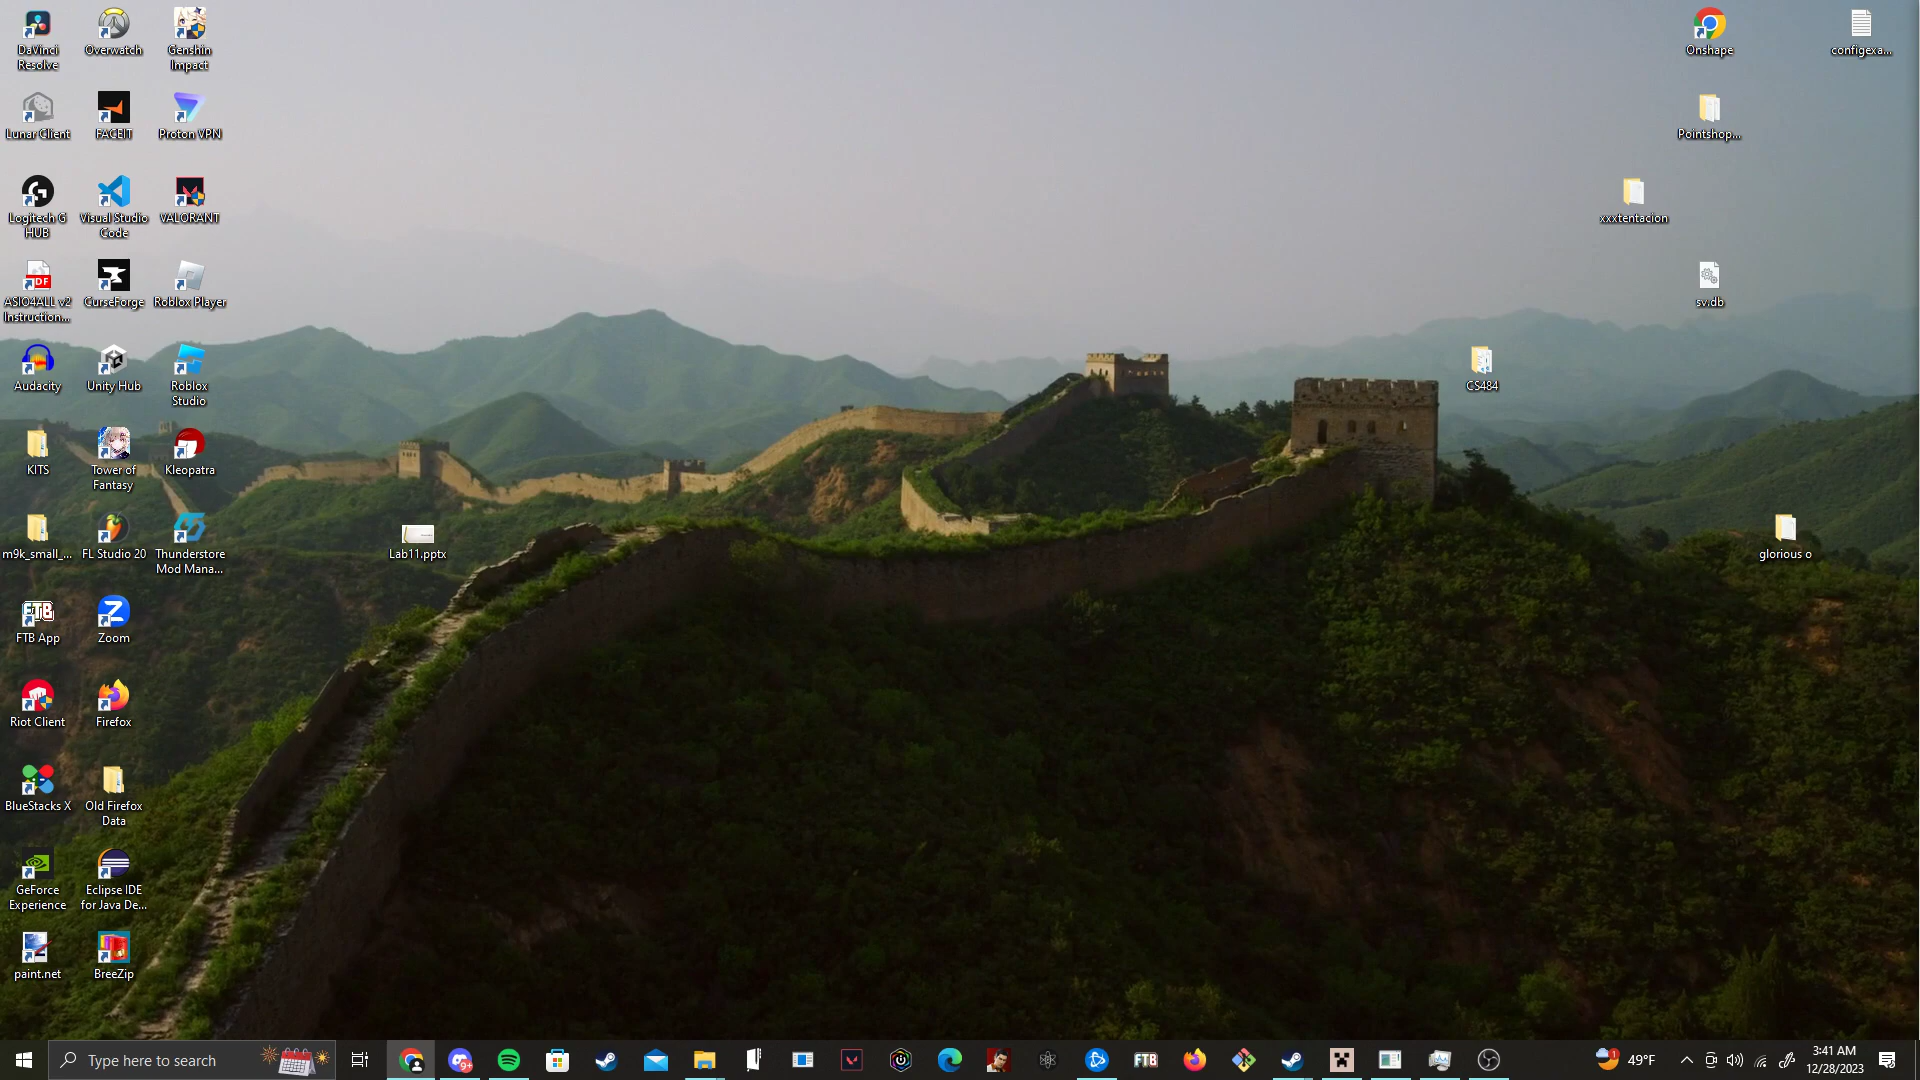 DaVinci
Resolve
Overwatch
Genshin
Impact
Lunar Client
FACEIT
Proton VPN
Logitech G
HUB
Visual Studio
Code
VALORANT
ASIO4ALL v2
Instruction...
CurseForge
Roblox Player
Audacity
Unity Hub
Roblox
Studio
KITS
Tower of
Fantasy
Kleopatra
m9k_small_...
FL Studio 20
Thunderstore
Mod Mana...
FTB App
Zoom
Riot Client
Firefox
BlueStacks X
Old Firefox
Data
GeForce
Experience
Eclipse IDE
for Java De...
paint.net
BreeZip
Lab11.pptx
Onshape
configexa...
Pointshop...
xxxtentacion
sv.db
CS484
glorious o
Type here to search
9+
FTB
1
49°F
3:41 AM
12/28/2023